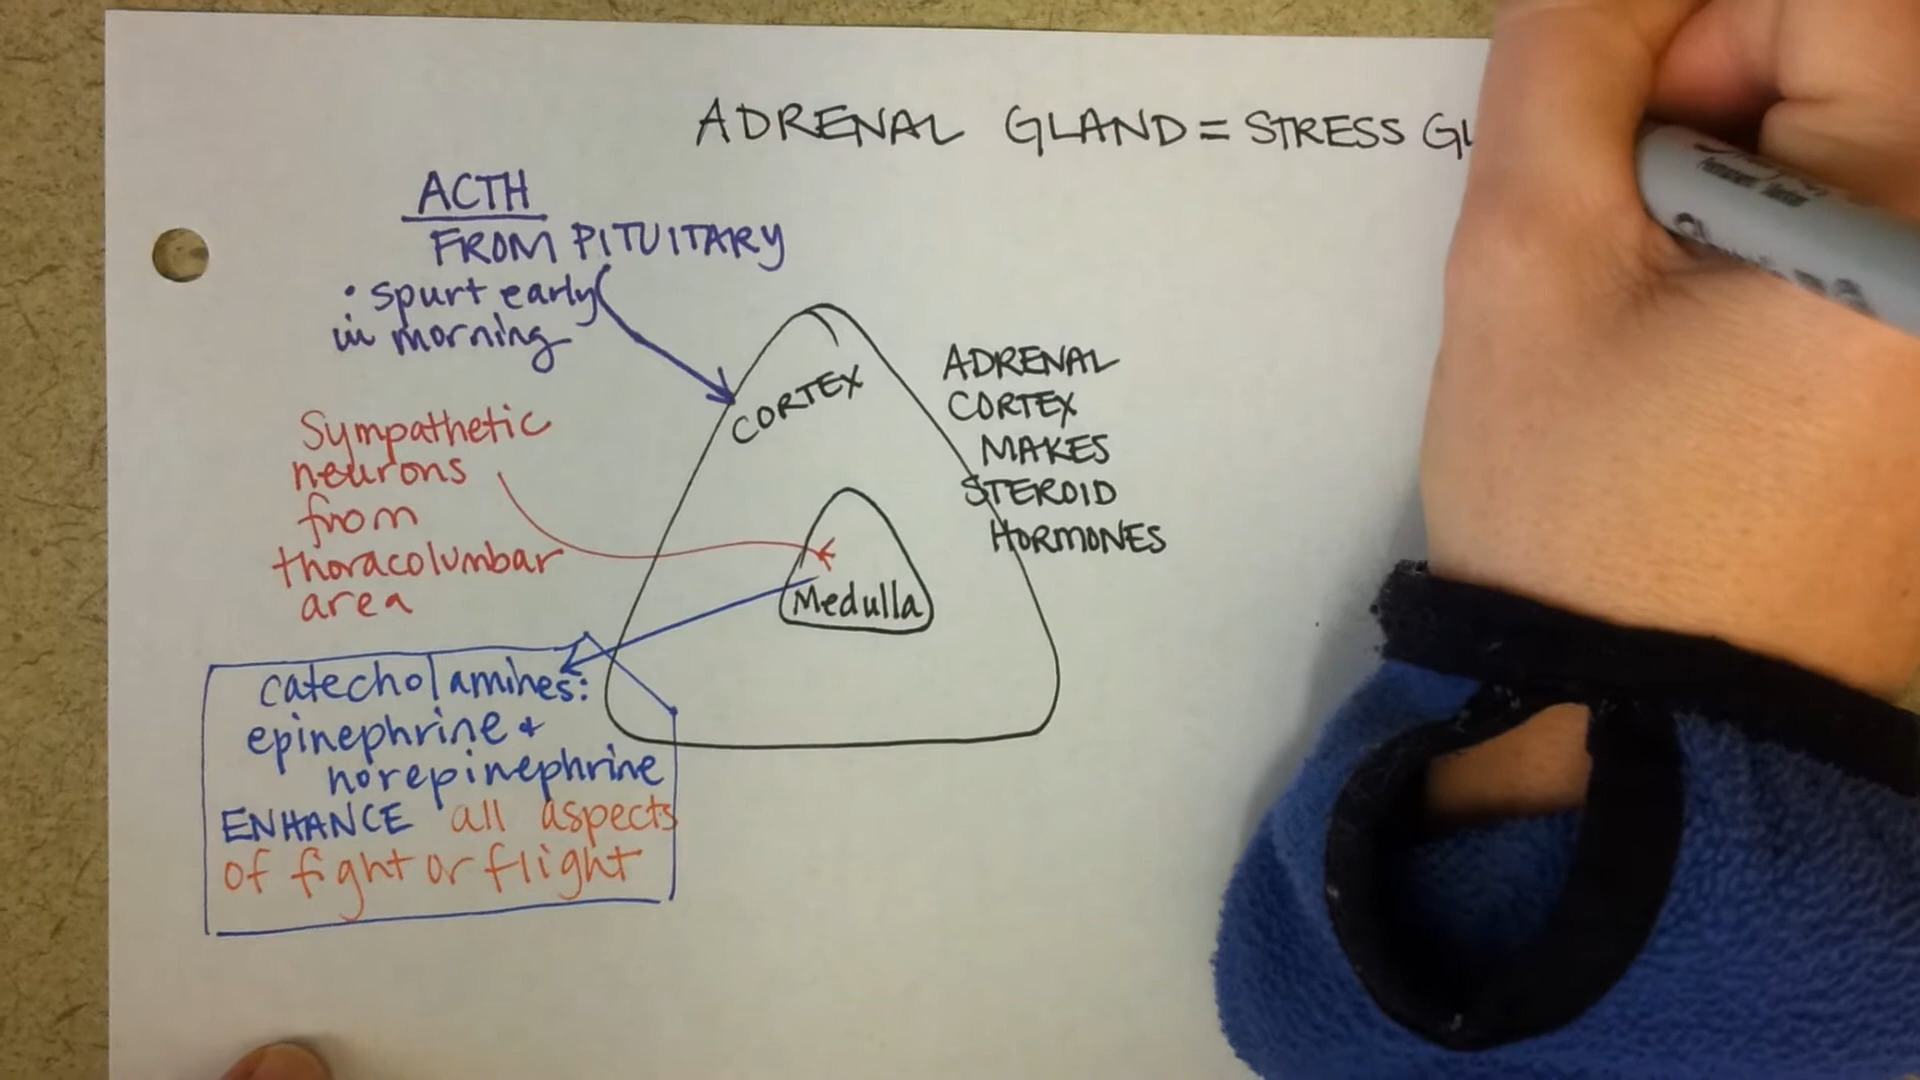 ADRENAL GLAND = STRESS GL
ACTH
FROM PITUITARY
• spurt early
in morning
CORTEX
ADRENAL
CORTEX
MAKES
STEROID
HORMONES
Sympathetic
neurons
from
thoracolumbar
area
Medulla
catecholamines:
epinephrine +
norepinephrine
ENHANCE all aspects
of fight or flight